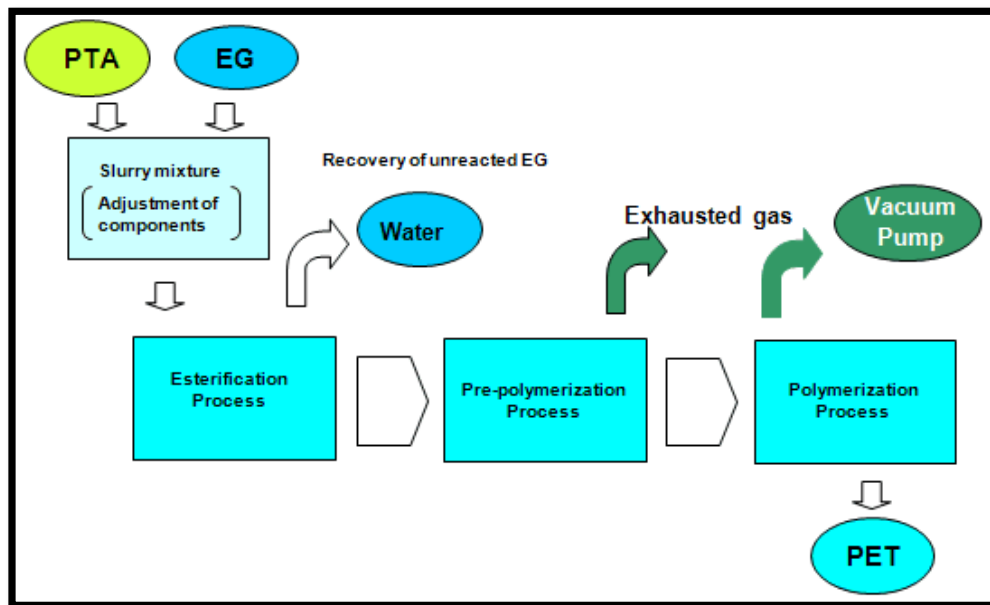 PTA
EG
Slurry mixture
Adjustment of
components
Recovery of unreacted EG
Water
Exhausted gas
Vacuum
Pump
Esterification
Process
Pre-polymerization
Process
Polymerization
Process
PET